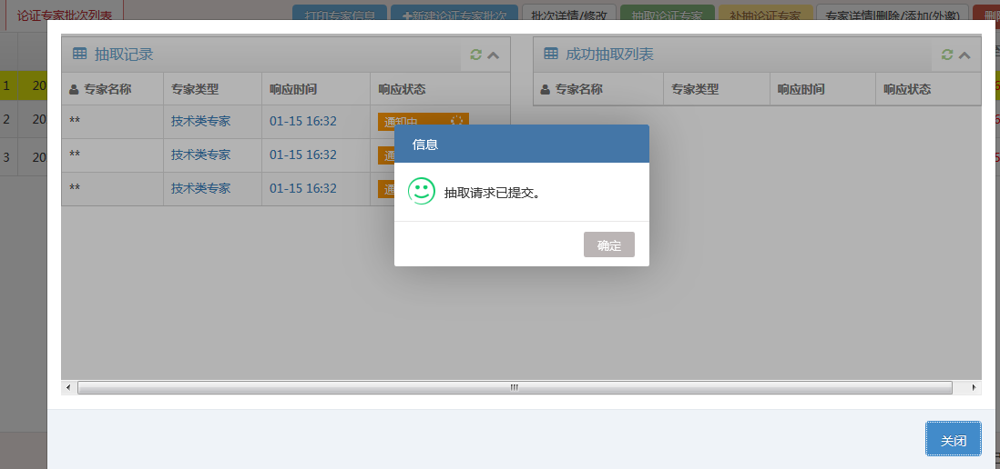 论证专家批次列表
打印专家信息
新建论证专家批次
批次详情/修改
抽取论证专家
补抽论证专家
专家详情|删除/添加(外邀)
抽取记录
成功抽取列表
专家名称 专家类型 响应时间 响应状态
专家名称 专家类型 响应时间 响应状态
1 20
** 技术类专家 01-15 16:32 通知中
2 20
** 技术类专家 01-15 16:32 通
3 20
** 技术类专家 01-15 16:32 通
信息
抽取请求已提交。
确定
关闭